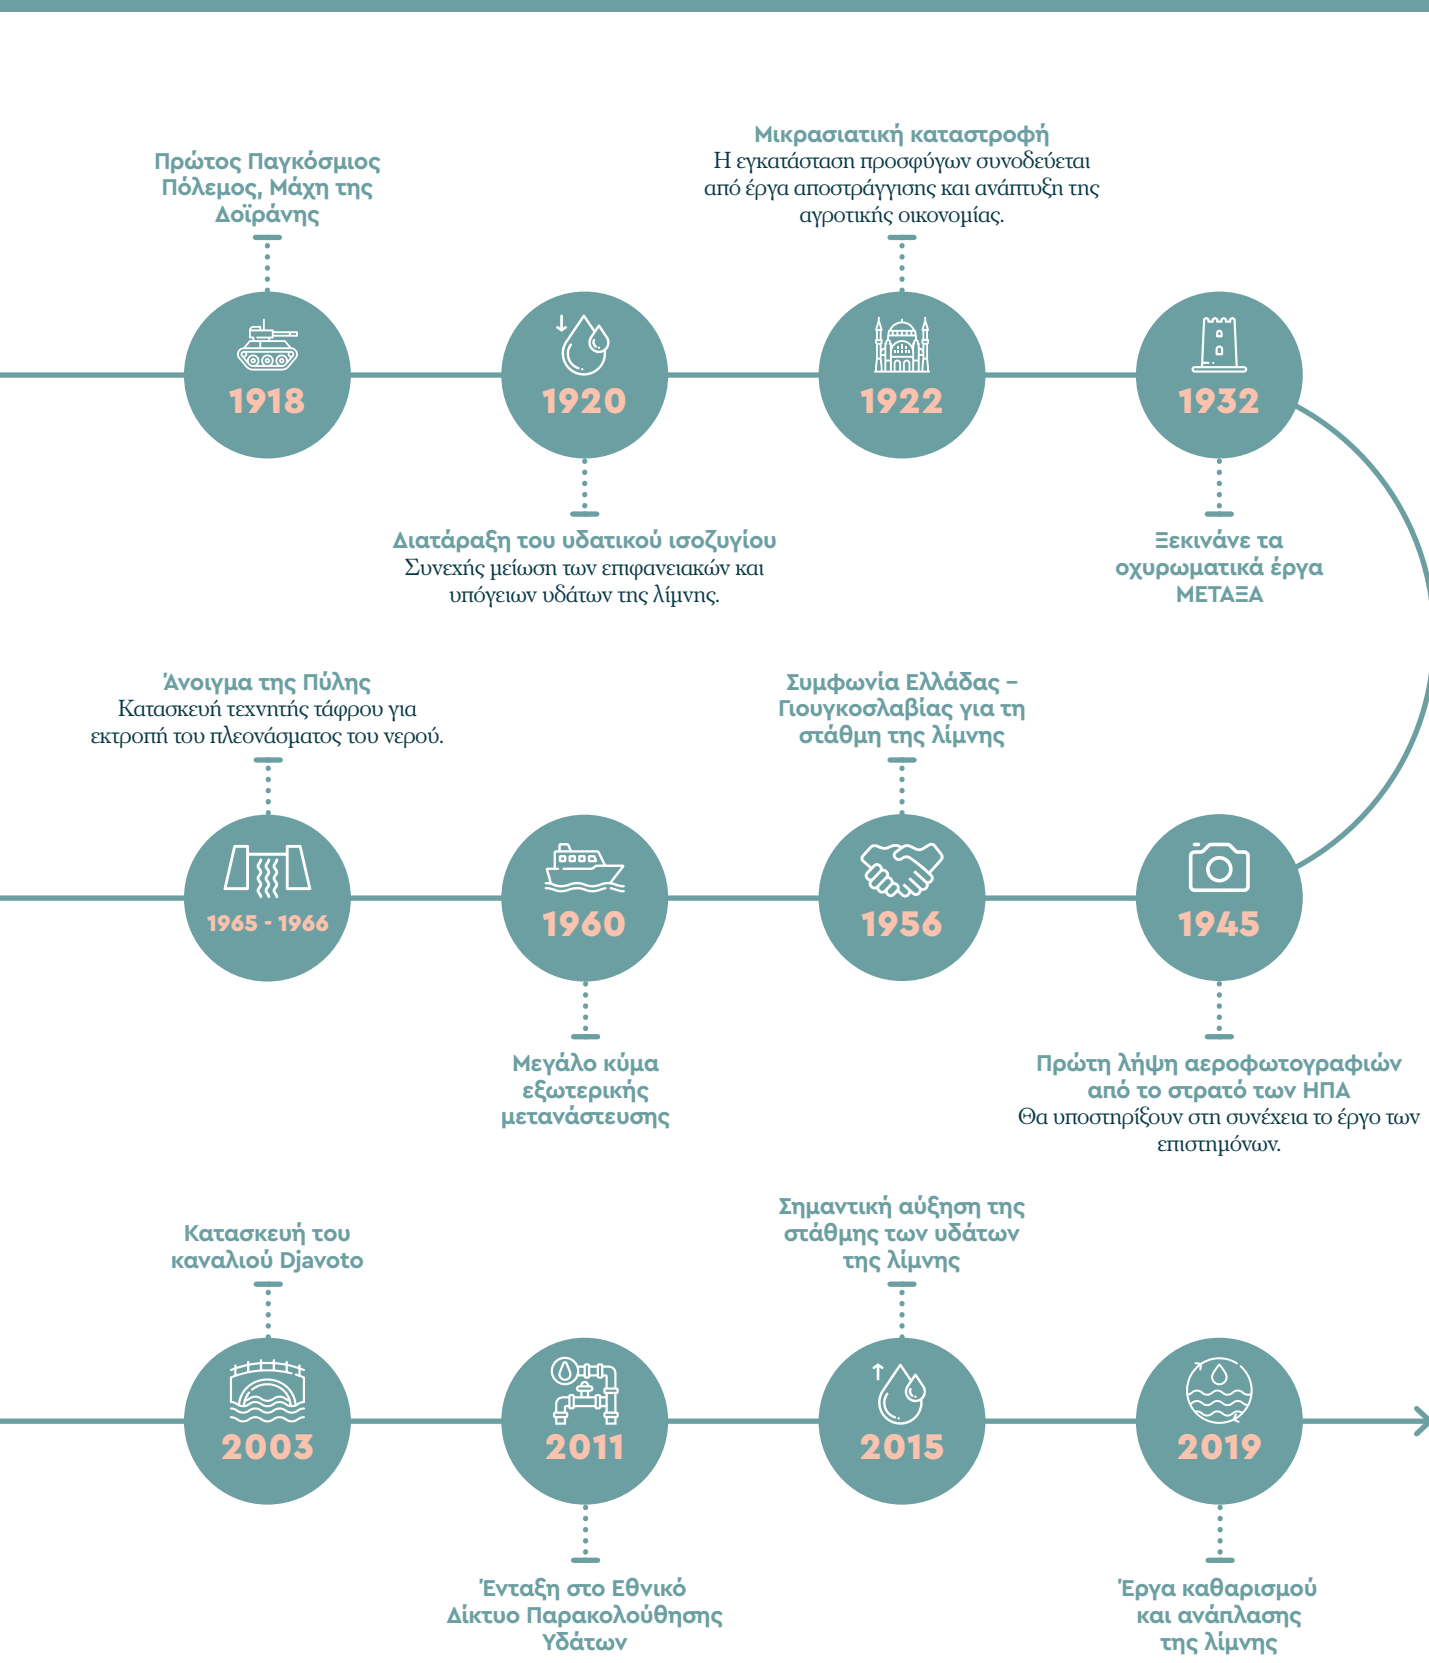 Πρώτος Παγκόσμιος
Πόλεμος, Μάχη της
Δοϊράνης
1918
1920
Διατάραξη του υδατικού ισοζυγίου
Συνεχής μείωση των επιφανειακών και
υπόγειων υδάτων της λίμνης.
Μικρασιατική καταστροφή
Η εγκατάσταση προσφύγων συνοδεύεται
από έργα αποστράγγισης και ανάπτυξη της
αγροτικής οικονομίας.
1922
1932
Ξεκινάνε τα
οχυρωματικά έργα
ΜΕΤΑΞΑ
1945
Πρώτη λήψη αεροφωτογραφιών
από το στρατό των ΗΠΑ
Θα υποστηρίξουν στη συνέχεια το έργο των
επιστημόνων.
Συμφωνία Ελλάδας –
Γιουγκοσλαβίας για τη
στάθμη της λίμνης
1956
1960
Μεγάλο κύμα
εξωτερικής
μετανάστευσης
Άνοιγμα της Πύλης
Κατασκευή τεχνητής τάφρου για
εκτροπή του πλεονάσματος του νερού.
1965 - 1966
Κατασκευή του
καναλιού Djavoto
2003
2011
Ένταξη στο Εθνικό
Δίκτυο Παρακολούθησης
Υδάτων
Σημαντική αύξηση της
στάθμης των υδάτων
της λίμνης
2015
2019
Έργα καθαρισμού
και ανάπλασης
της λίμνης